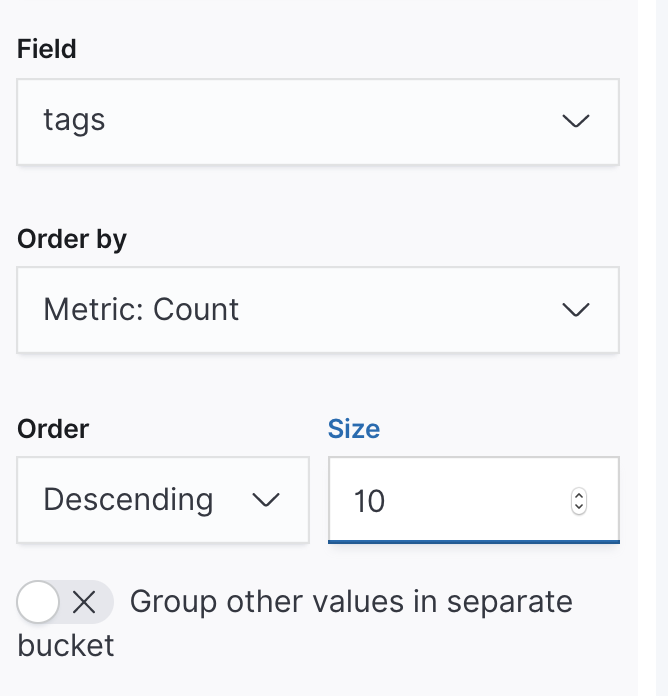 Field
tags
Order by
Metric: Count
Order Size
Descending 10
Group other values in separate
bucket